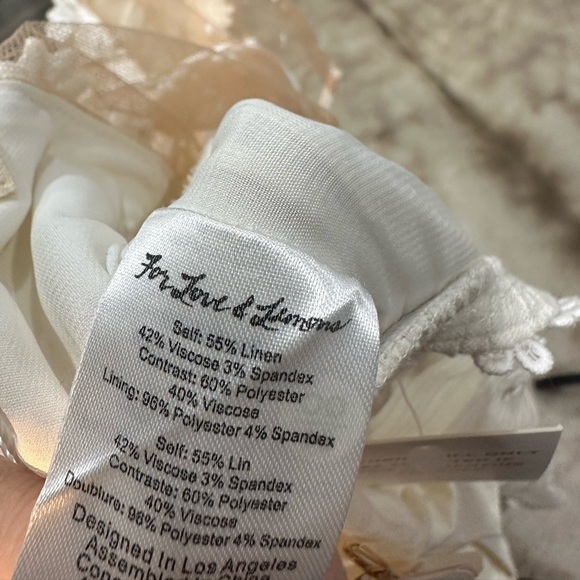 For Love & Lemons
Self: 55% Linen
42% Viscose 3% Spandex
Contrast: 60% Polyester
40% Viscose
Lining: 96% Polyester 4% Spandex
Self: 55% Lin
42% Viscose 3% Spandex
Contraste: 60% Polyester
40% Viscose
Doublure: 96% Polyester 4% Spandex
Designed In Los Angeles